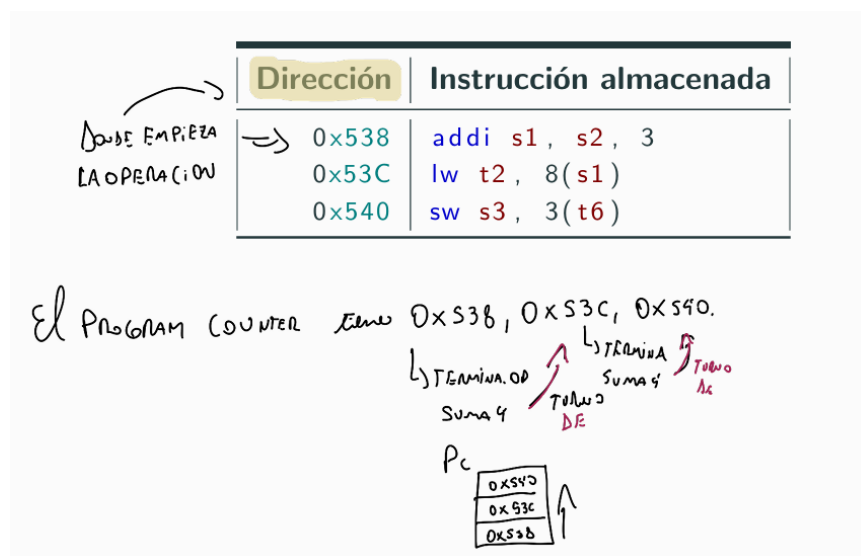 Dirección Instrucción almacenada
DONDE EMPIEZA
LA OPERACIÓN
0x538 addi s1, s2, 3
0x53C lw t2, 8(s1)
0x540 sw s3, 3(t6)
El PROGRAM COUNTER tiene 0x538, 0x53C, 0x540.
TERMINA. OP
SUMA 4
TURNO
DE
TERMINA
SUMA 4
TURNO
DE
PC
0x540
0x53C
0x538